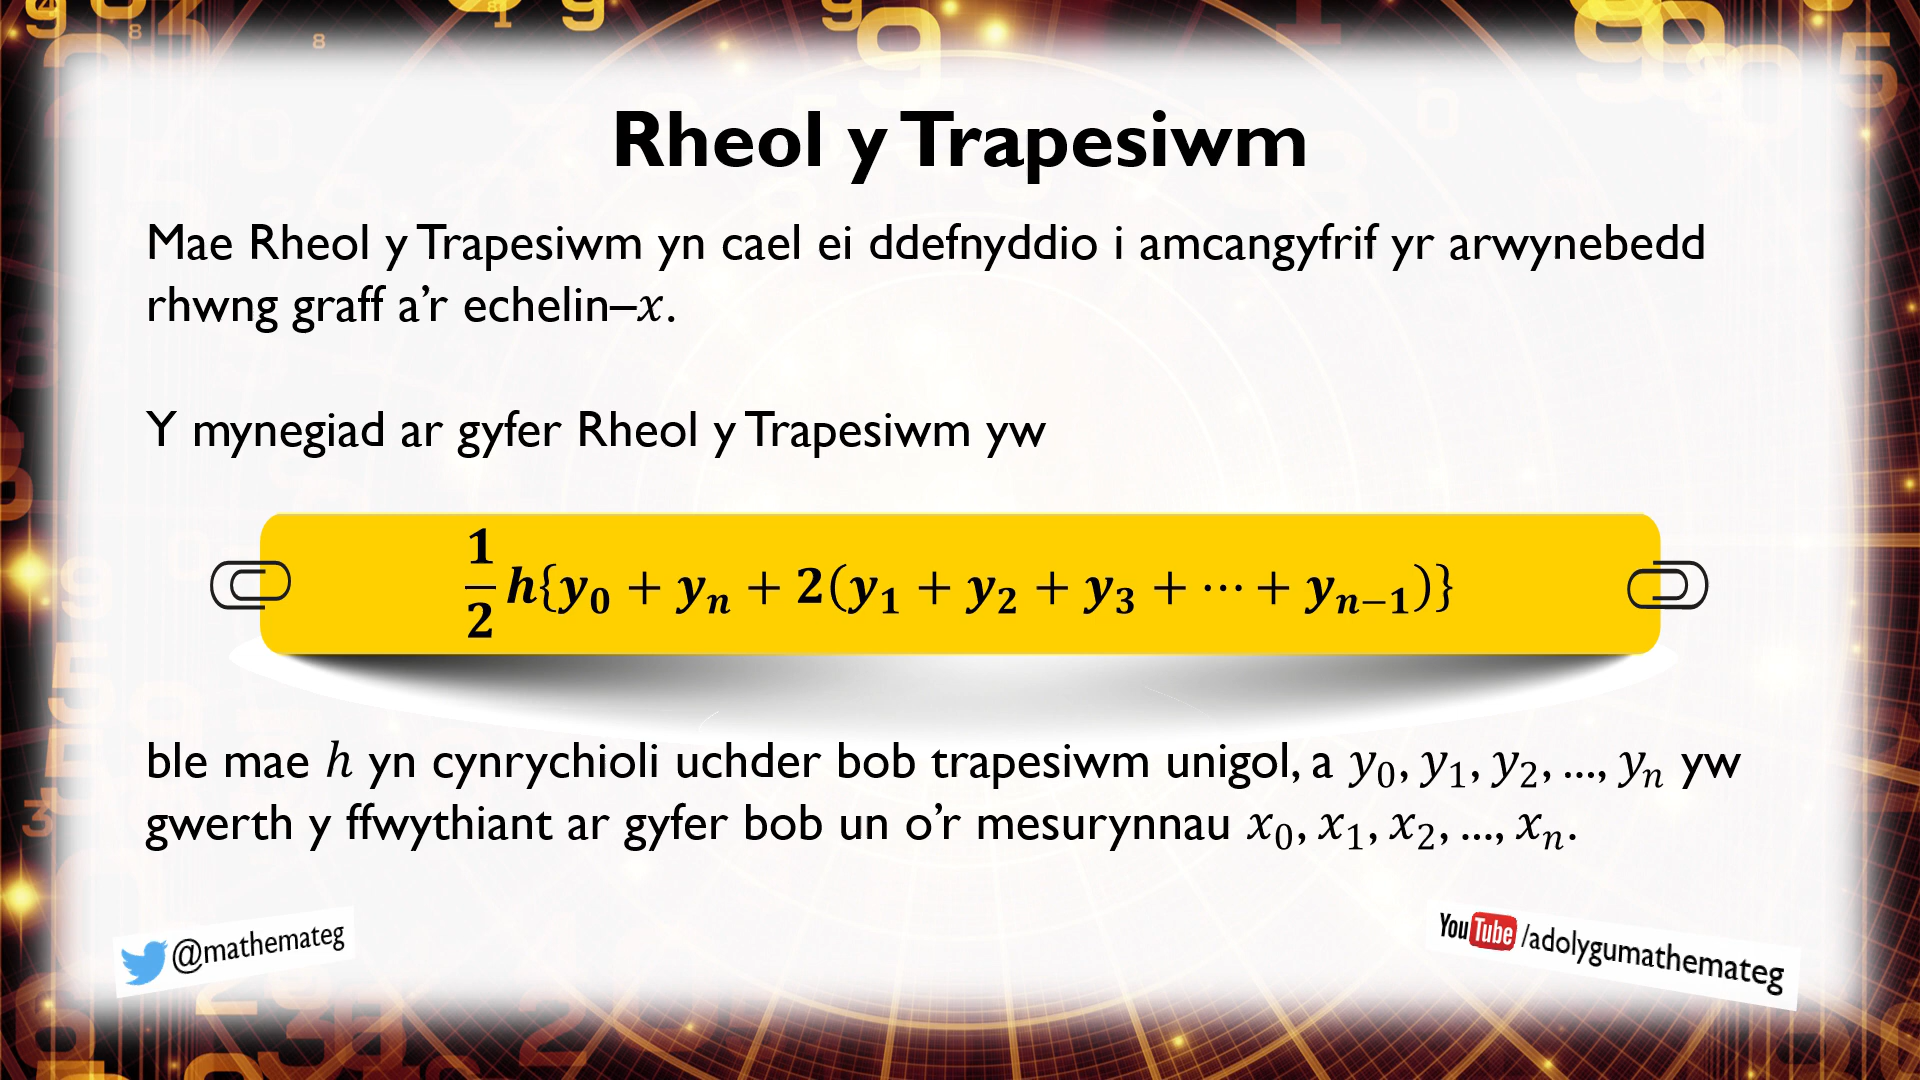 Rheol y Trapesiwm
Mae Rheol y Trapesiwm yn cael ei ddefnyddio i amcangyfrif yr arwynebedd
rhwng graff a’r echelin–𝑥.
Y mynegiad ar gyfer Rheol y Trapesiwm yw
1/2 h{y₀ + yₙ + 2(y₁ + y₂ + y₃ + ⋯ + yₙ₋₁)}
ble mae ℎ yn cynrychioli uchder bob trapesiwm unigol, a y₀, y₁, y₂, ..., yₙ yw
gwerth y ffwythiant ar gyfer bob un o’r mesurynnau x₀, x₁, x₂, ..., xₙ.
@mathemateg
YouTube /adolygumathemateg